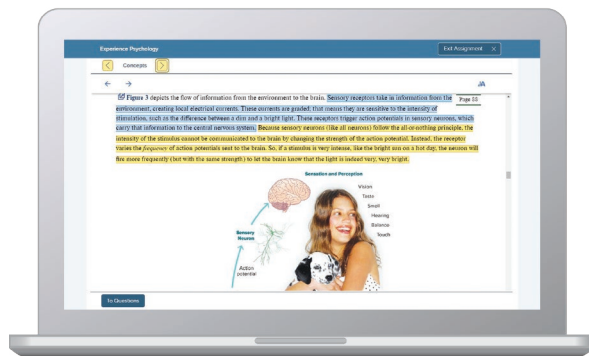 Experience Psychology
Exit Assignment X
Concepts
AA
Figure 3 depicts the flow of information from the environment to the brain. Sensory receptors take in information from the
Page 83
environment, creating local electrical currents. These currents are graded; that means they are sensitive to the intensity of
stimulation, such as the difference between a dim and a bright light. These receptors trigger action potentials in sensory neurons, which
carry that information to the central nervous system. Because sensory neurons (like all neurons) follow the all-or-nothing principle, the
intensity of the stimulus cannot be communicated to the brain by changing the strength of the action potential. Instead, the receptor
varies the frequency of action potentials sent to the brain. So, if a stimulus is very intense, like the bright sun on a hot day, the neuron will
fire more frequently (but with the same strength) to let the brain know that the light is indeed very, very bright.
Sensation and Perception
Vision
Taste
Smell
Hearing
Balance
Touch
Sensory
Neuron
Action
potential
To Questions